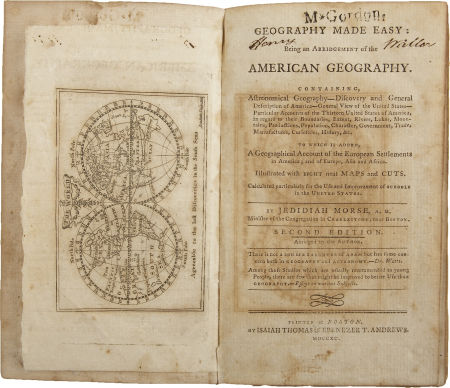 McGordon.
GEOGRAPHY MADE EASY:
Henry
Being an ABRIDGEMENT of the
AMERICAN GEOGRAPHY.
CONTAINING,
Astronomical Geography—Discovery and General
Description of America—General View of the United States—
Particular Accounts of the Thirteen United States of America,
in regard to their Boundaries, Extent, Rivers, Lakes, Moun-
tains, Productions, Population, Character, Government, Trade,
Manufactures, Curiosities, History, &c.
TO WHICH IS ADDED,
A Geographical Account of the European Settlements
in America; and of Europe, Asia and Africa.
Illustrated with EIGHT neat MAPS and CUTS.
Calculated particularly for the Use and Improvement of SCHOOLS
in the UNITED STATES.
BY JEDIDIAH MORSE, A. M.
Minister of the Congregation in CHARLESTOWN, near BOSTON.
SECOND EDITION.
Abridged by the AUTHOR.
There is not a SON or a DAUGHTER of ADAM but has some con-
cern both in GEOGRAPHY and ASTRONOMY.—Dr. Watts.
Among those Studies which are usually recommended to young
People, there are few that might be improved to better Uses than
GEOGRAPHY.—Essays on various Subjects.
PRINTED at BOSTON,
BY ISAIAH THOMAS & EBENEZER T. ANDREWS.
MDCCXC.
Agreeable to the last Discoveries in the South Seas